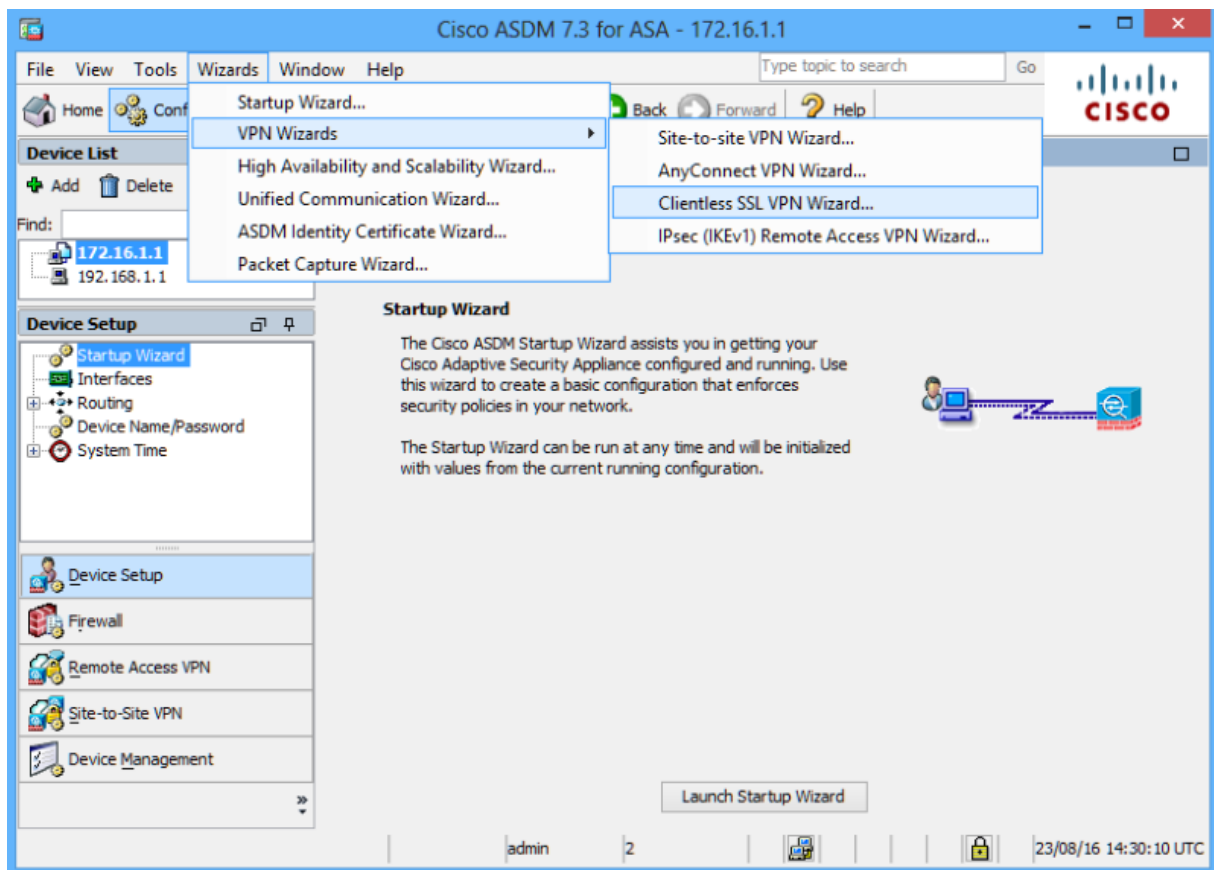 Cisco ASDM 7.3 for ASA - 172.16.1.1
File View Tools Wizards Window Help
Type topic to search Go
Home Conf
Back Forward Help
CISCO
Startup Wizard...
VPN Wizards
High Availability and Scalability Wizard...
Unified Communication Wizard...
ASDM Identity Certificate Wizard...
Packet Capture Wizard...
Site-to-site VPN Wizard...
AnyConnect VPN Wizard...
Clientless SSL VPN Wizard...
IPsec (IKEv1) Remote Access VPN Wizard...
Device List
Add Delete
Find:
172.16.1.1
192.168.1.1
Device Setup
Startup Wizard
Interfaces
Routing
Device Name/Password
System Time
Device Setup
Firewall
Remote Access VPN
Site-to-Site VPN
Device Management
Startup Wizard
The Cisco ASDM Startup Wizard assists you in getting your
Cisco Adaptive Security Appliance configured and running. Use
this wizard to create a basic configuration that enforces
security policies in your network.
The Startup Wizard can be run at any time and will be initialized
with values from the current running configuration.
Launch Startup Wizard
admin 2 23/08/16 14:30:10 UTC